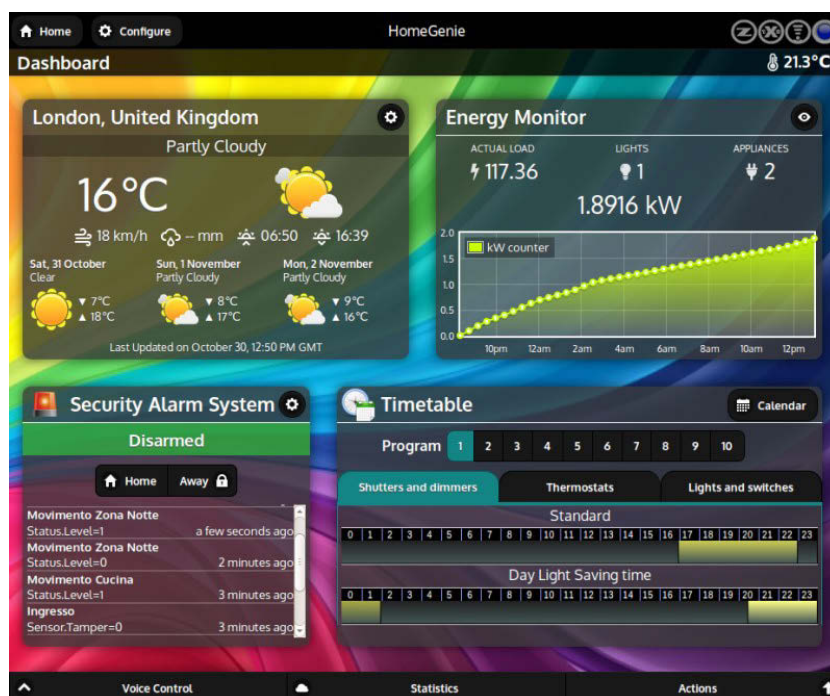 Home Configure HomeGenie
Dashboard 21.3°C
London, United Kingdom
Partly Cloudy
16°C
18 km/h -- mm 06:50 16:39
Sat, 31 October Sun, 1 November Mon, 2 November
Clear Partly Cloudy Partly Cloudy
▼ 7°C ▼ 8°C ▼ 9°C
▲ 18°C ▲ 17°C ▲ 16°C
Last Updated on October 30, 12:50 PM GMT
Energy Monitor
ACTUAL LOAD LIGHTS APPLIANCES
117.36 1 2
1.8916 kW
2.0
kW counter
1.5
1.0
0.5
0.0
10pm 12am 2am 4am 6am 8am 10am 12pm
Security Alarm System
Disarmed
Home Away
Movimento Zona Notte
Status.Level=1 a few seconds ago
Movimento Zona Notte
Status.Level=0 2 minutes ago
Movimento Cucina
Status.Level=1 3 minutes ago
Ingresso
Sensor.Tamper=0 3 minutes ago
Timetable Calendar
Program 1 2 3 4 5 6 7 8 9 10
Shutters and dimmers Thermostats Lights and switches
Standard
0 1 2 3 4 5 6 7 8 9 10 11 12 13 14 15 16 17 18 19 20 21 22 23
Day Light Saving time
0 1 2 3 4 5 6 7 8 9 10 11 12 13 14 15 16 17 18 19 20 21 22 23
Voice Control Statistics Actions